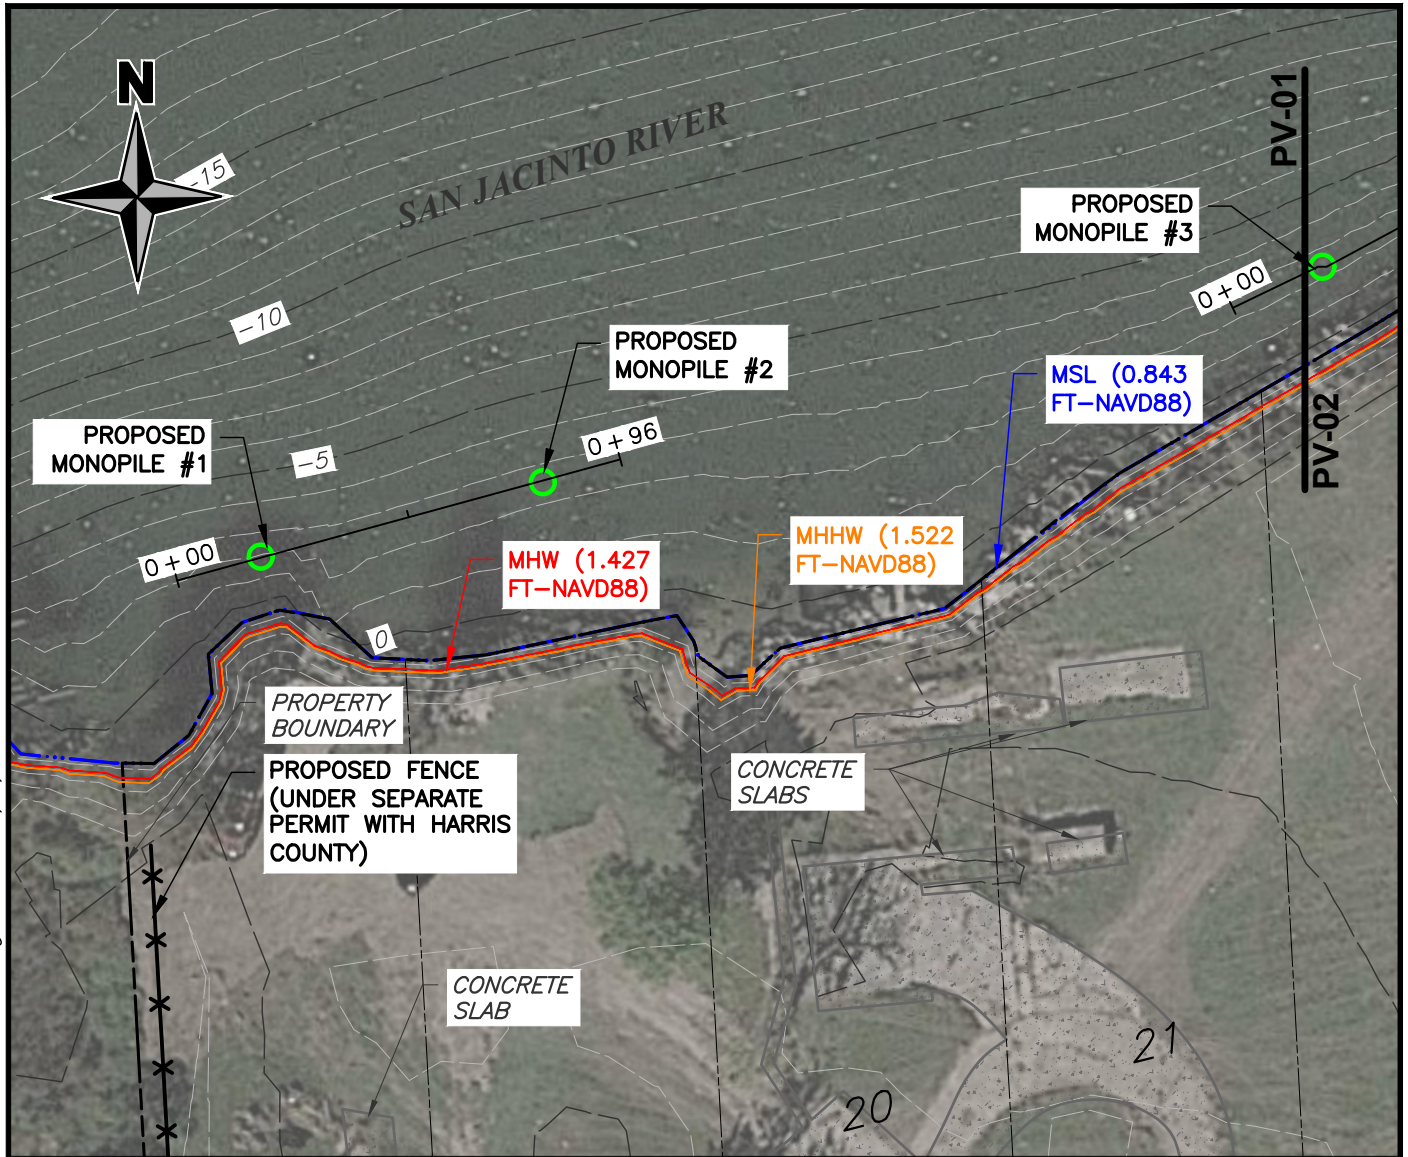 N
-15
SAN JACINTO RIVER
PV-01
PROPOSED
MONOPILE #3
0+00
-10
PROPOSED
MONOPILE #2
MSL (0.843
FT-NAVD88)
PV-02
PROPOSED
MONOPILE #1
-5
0+96
0+00
MHW (1.427
FT-NAVD88)
MHHW (1.522
FT-NAVD88)
0
PROPERTY
BOUNDARY
PROPOSED FENCE
(UNDER SEPARATE
PERMIT WITH HARRIS
COUNTY)
CONCRETE
SLABS
CONCRETE
SLAB
21
20